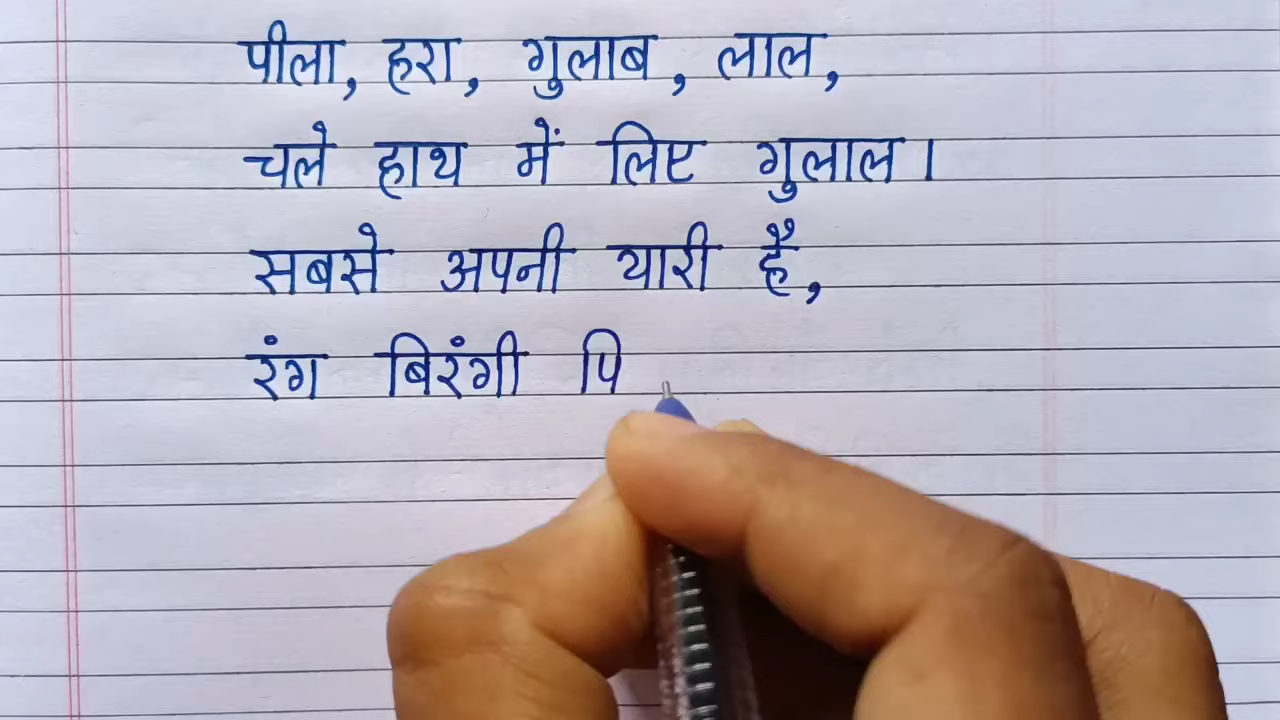 पीला, हरा, गुलाब, लाल,
चले हाथ में लिए गुलाल।
सबसे अपनी यारी है,
रंग बिरंगी पि